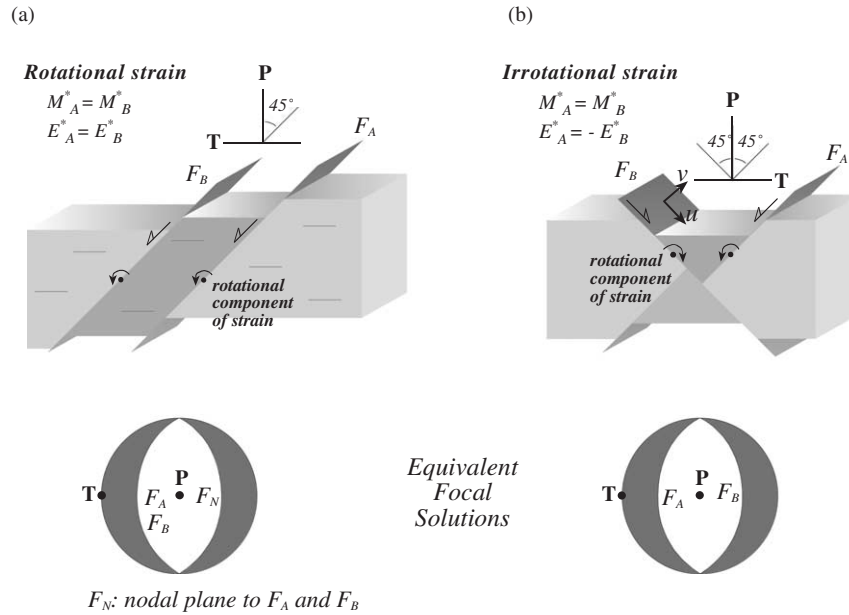 (a)
Rotational strain
M*A = M*B
E*A = E*B
P
45°
T
FA
FB
rotational
component
of strain
T
P
FA
FB
FN
FN: nodal plane to FA and FB
Equivalent
Focal
Solutions
(b)
Irrotational strain
M*A = M*B
E*A = - E*B
P
45° 45°
T
FA
FB
v
u
rotational
component
of strain
T
P
FA
FB